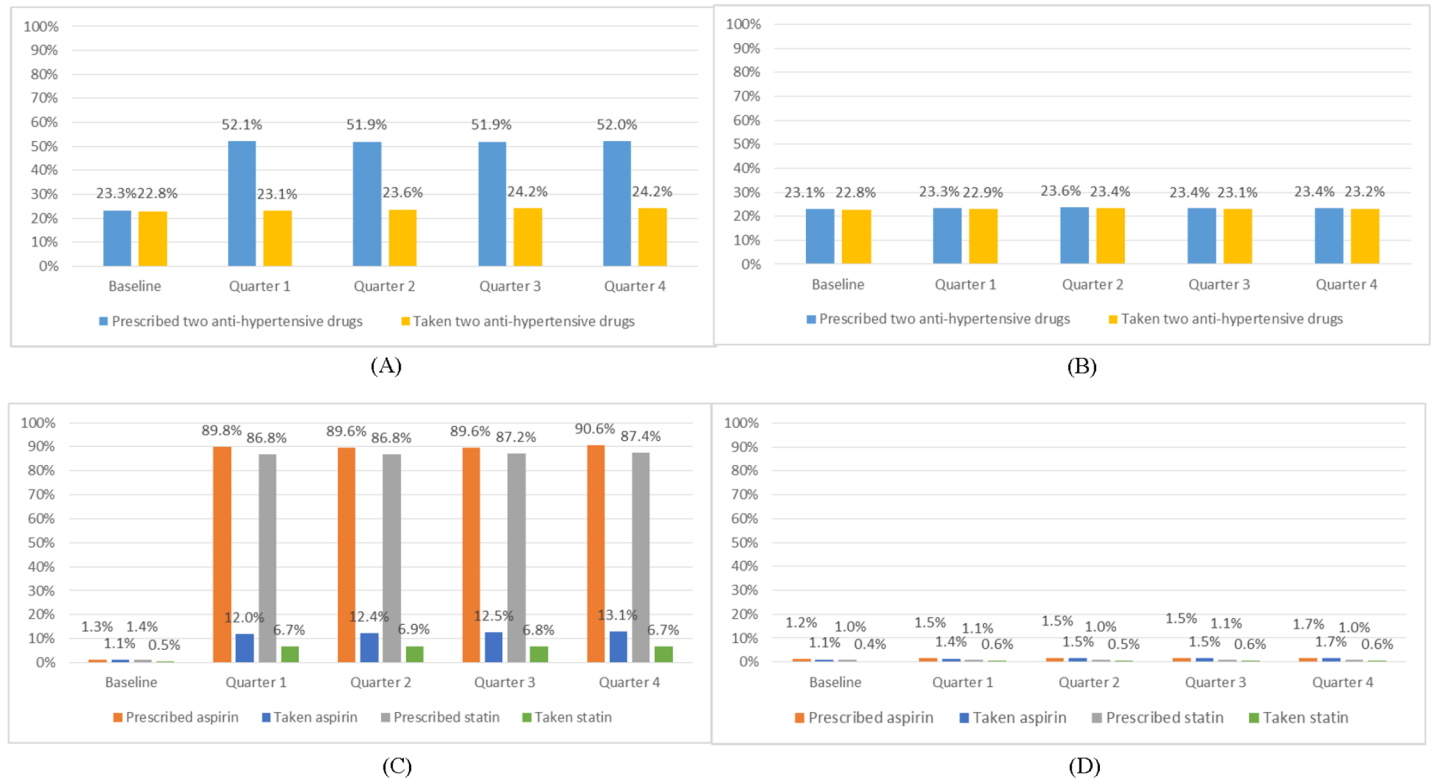 100%
90%
80%
70%
60%
50%
40%
30%
20%
10%
0%
23.3% 22.8%
52.1% 23.1%
51.9% 23.6%
51.9% 24.2%
52.0% 24.2%
Baseline Quarter 1 Quarter 2 Quarter 3 Quarter 4
Prescribed two anti-hypertensive drugs Taken two anti-hypertensive drugs
(A)
100%
90%
80%
70%
60%
50%
40%
30%
20%
10%
0%
23.1% 22.8%
23.3% 22.9%
23.6% 23.4%
23.4% 23.1%
23.4% 23.2%
Baseline Quarter 1 Quarter 2 Quarter 3 Quarter 4
Prescribed two anti-hypertensive drugs Taken two anti-hypertensive drugs
(B)
100%
90%
80%
70%
60%
50%
40%
30%
20%
10%
0%
1.3% 1.1% 1.4% 0.5%
89.8% 12.0% 86.8% 6.7%
89.6% 12.4% 86.8% 6.9%
89.6% 12.5% 87.2% 6.8%
90.6% 13.1% 87.4% 6.7%
Baseline Quarter 1 Quarter 2 Quarter 3 Quarter 4
Prescribed aspirin Taken aspirin Prescribed statin Taken statin
(C)
100%
90%
80%
70%
60%
50%
40%
30%
20%
10%
0%
1.2% 1.1% 1.0% 0.4%
1.5% 1.4% 1.1% 0.6%
1.5% 1.5% 1.0% 0.5%
1.5% 1.5% 1.1% 0.6%
1.7% 1.7% 1.0% 0.6%
Baseline Quarter 1 Quarter 2 Quarter 3 Quarter 4
Prescribed aspirin Taken aspirin Prescribed statin Taken statin
(D)